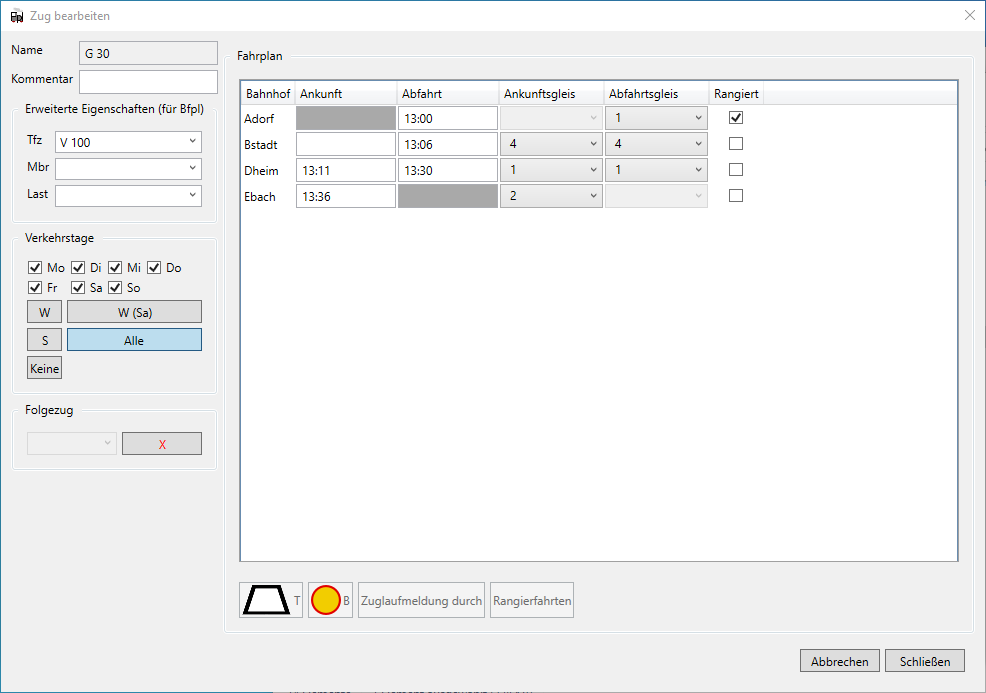 Zug bearbeiten
Name G 30
Kommentar
Erweiterte Eigenschaften (für Bfpl)
Tfz V 100
Mbr
Last
Verkehrstage
Mo Di Mi Do
Fr Sa So
W W (Sa)
S Alle
Keine
Folgezug
X
Fahrplan
Bahnhof Ankunft Abfahrt Ankunftsgleis Abfahrtsgleis Rangiert
Adorf 13:00 1
Bstadt 13:06 4 4
Dheim 13:11 13:30 1 1
Ebach 13:36 2
T B Zuglaufmeldung durch Rangierfahrten
Abbrechen Schließen